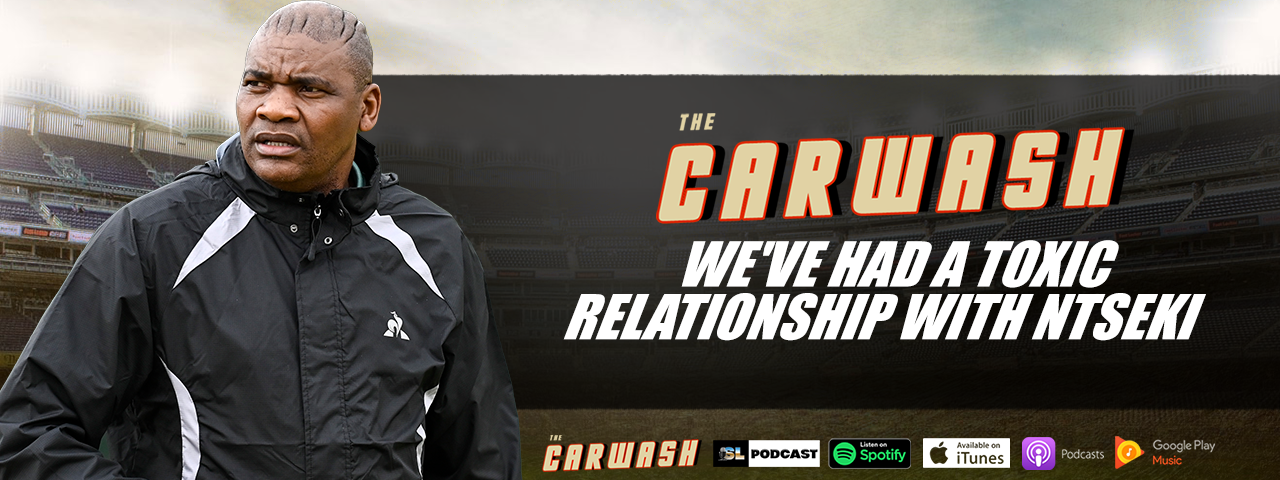 THE
CARWASH
WE'VE HAD A TOXIC
RELATIONSHIP WITH NTSEKI
THE
CARWASH
SL PODCAST
Listen on
Spotify
Available on
iTunes
Podcasts
Google Play
Music